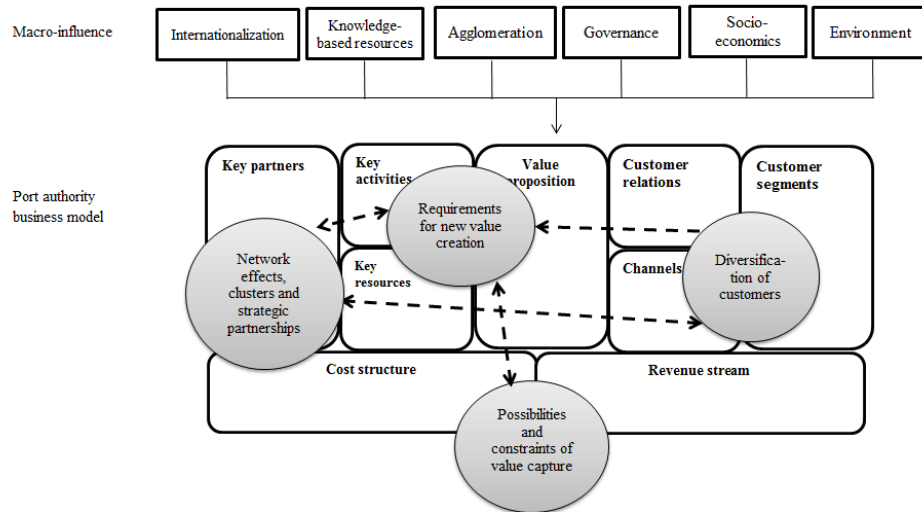 Macro-influence
Internationalization
Knowledge-
based resources
Agglomeration
Governance
Socio-
economics
Environment
Port authority
business model
Key partners
Key
activities
Value
proposition
Customer
relations
Customer
segments
Requirements
for new value
creation
Network
effects,
clusters and
strategic
partnerships
Key
resources
Channels
Diversifica-
tion of
customers
Cost structure
Revenue stream
Possibilities
and
constraints of
value capture